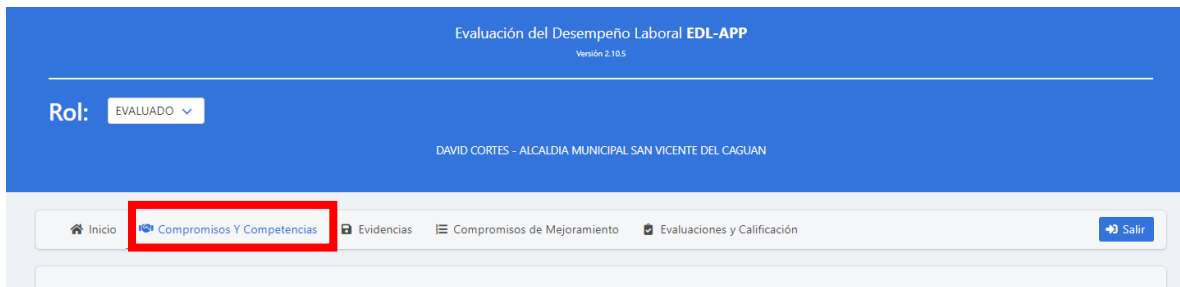 Evaluación del Desempeño Laboral EDL-APP
Versión 2.10.5
Rol: EVALUADO
DAVID CORTES - ALCALDIA MUNICIPAL SAN VICENTE DEL CAGUAN
Inicio Compromisos Y Competencias Evidencias Compromisos de Mejoramiento Evaluaciones y Calificación Salir